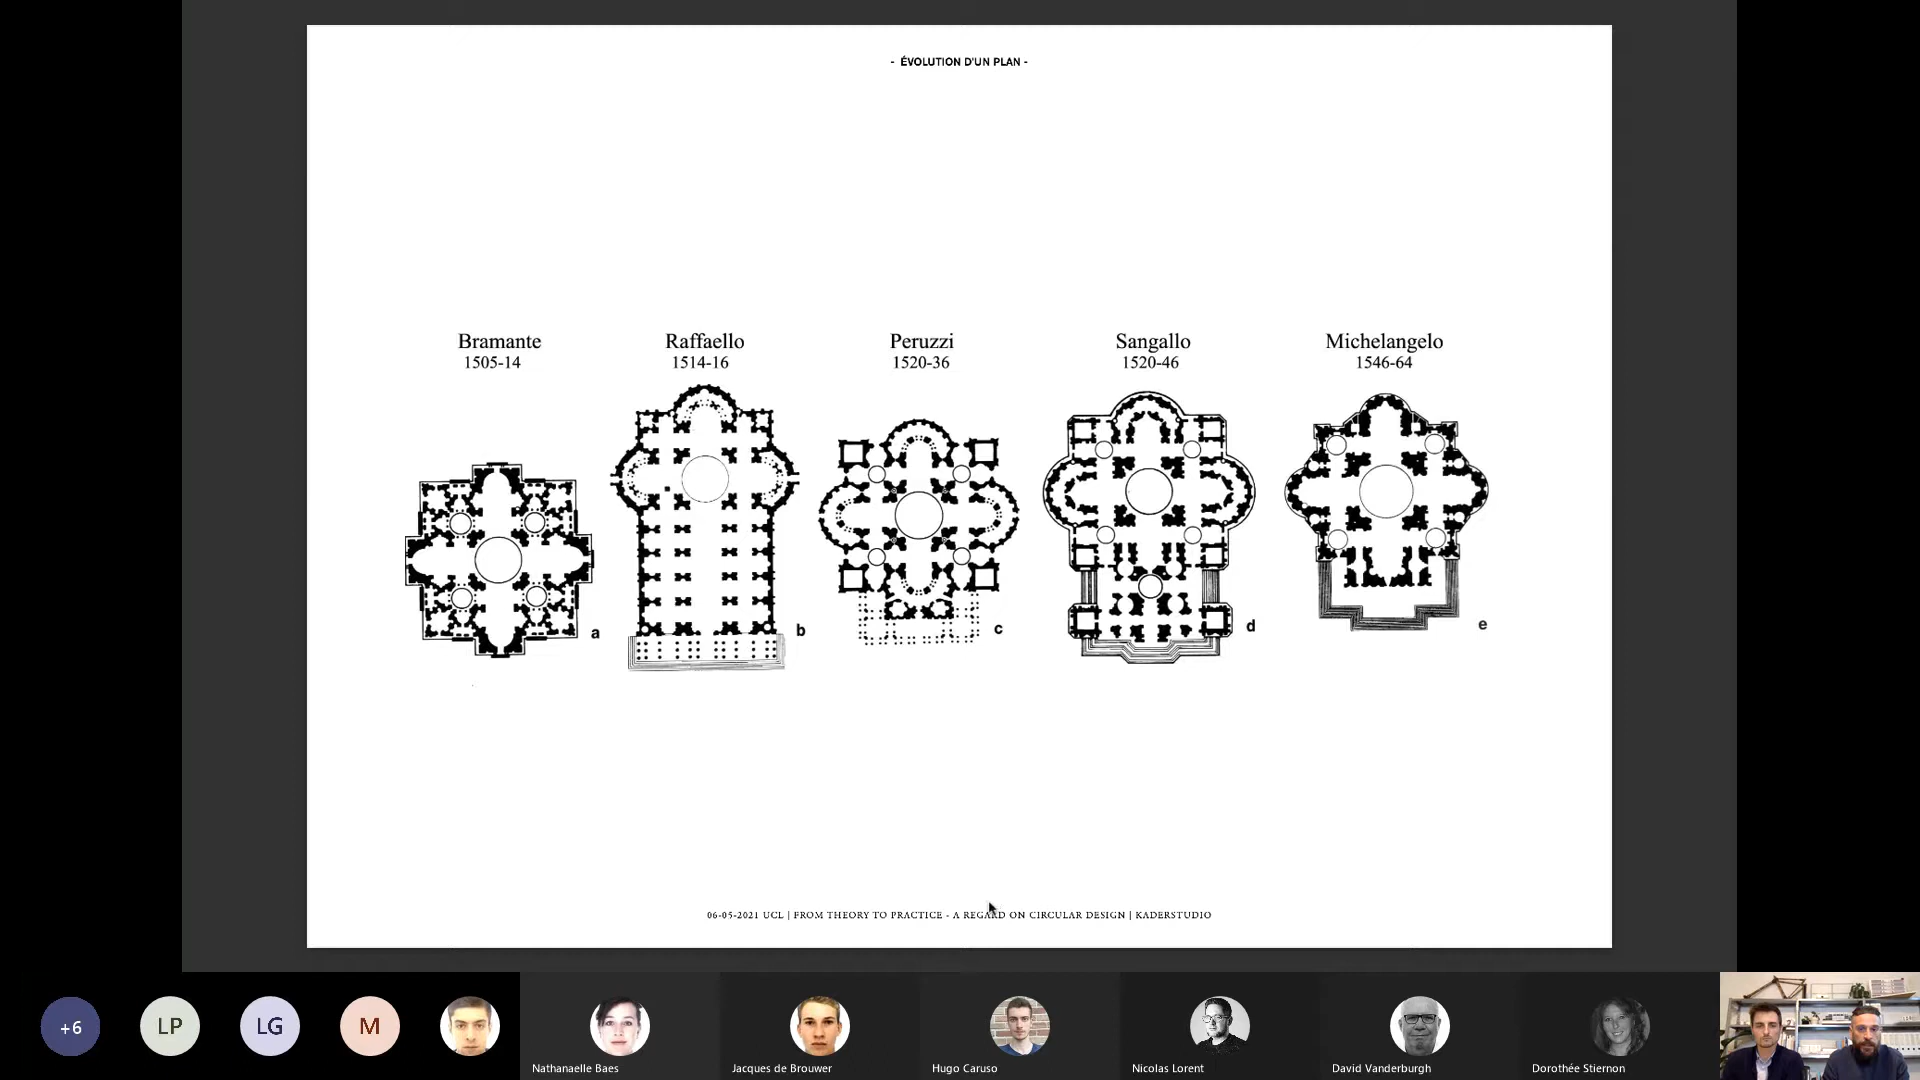 - ÉVOLUTION D'UN PLAN -
Bramante
1505-14
Raffaello
1514-16
Peruzzi
1520-36
Sangallo
1520-46
Michelangelo
1546-64
a
b
c
d
e
06-05-2021 UCL | FROM THEORY TO PRACTICE - A REGARD ON CIRCULAR DESIGN | KADERSTUDIO
+6
LP
LG
M
Nathanaelle Baes
Jacques de Brouwer
Hugo Caruso
Nicolas Lorent
David Vanderburgh
Dorothée Stiernon